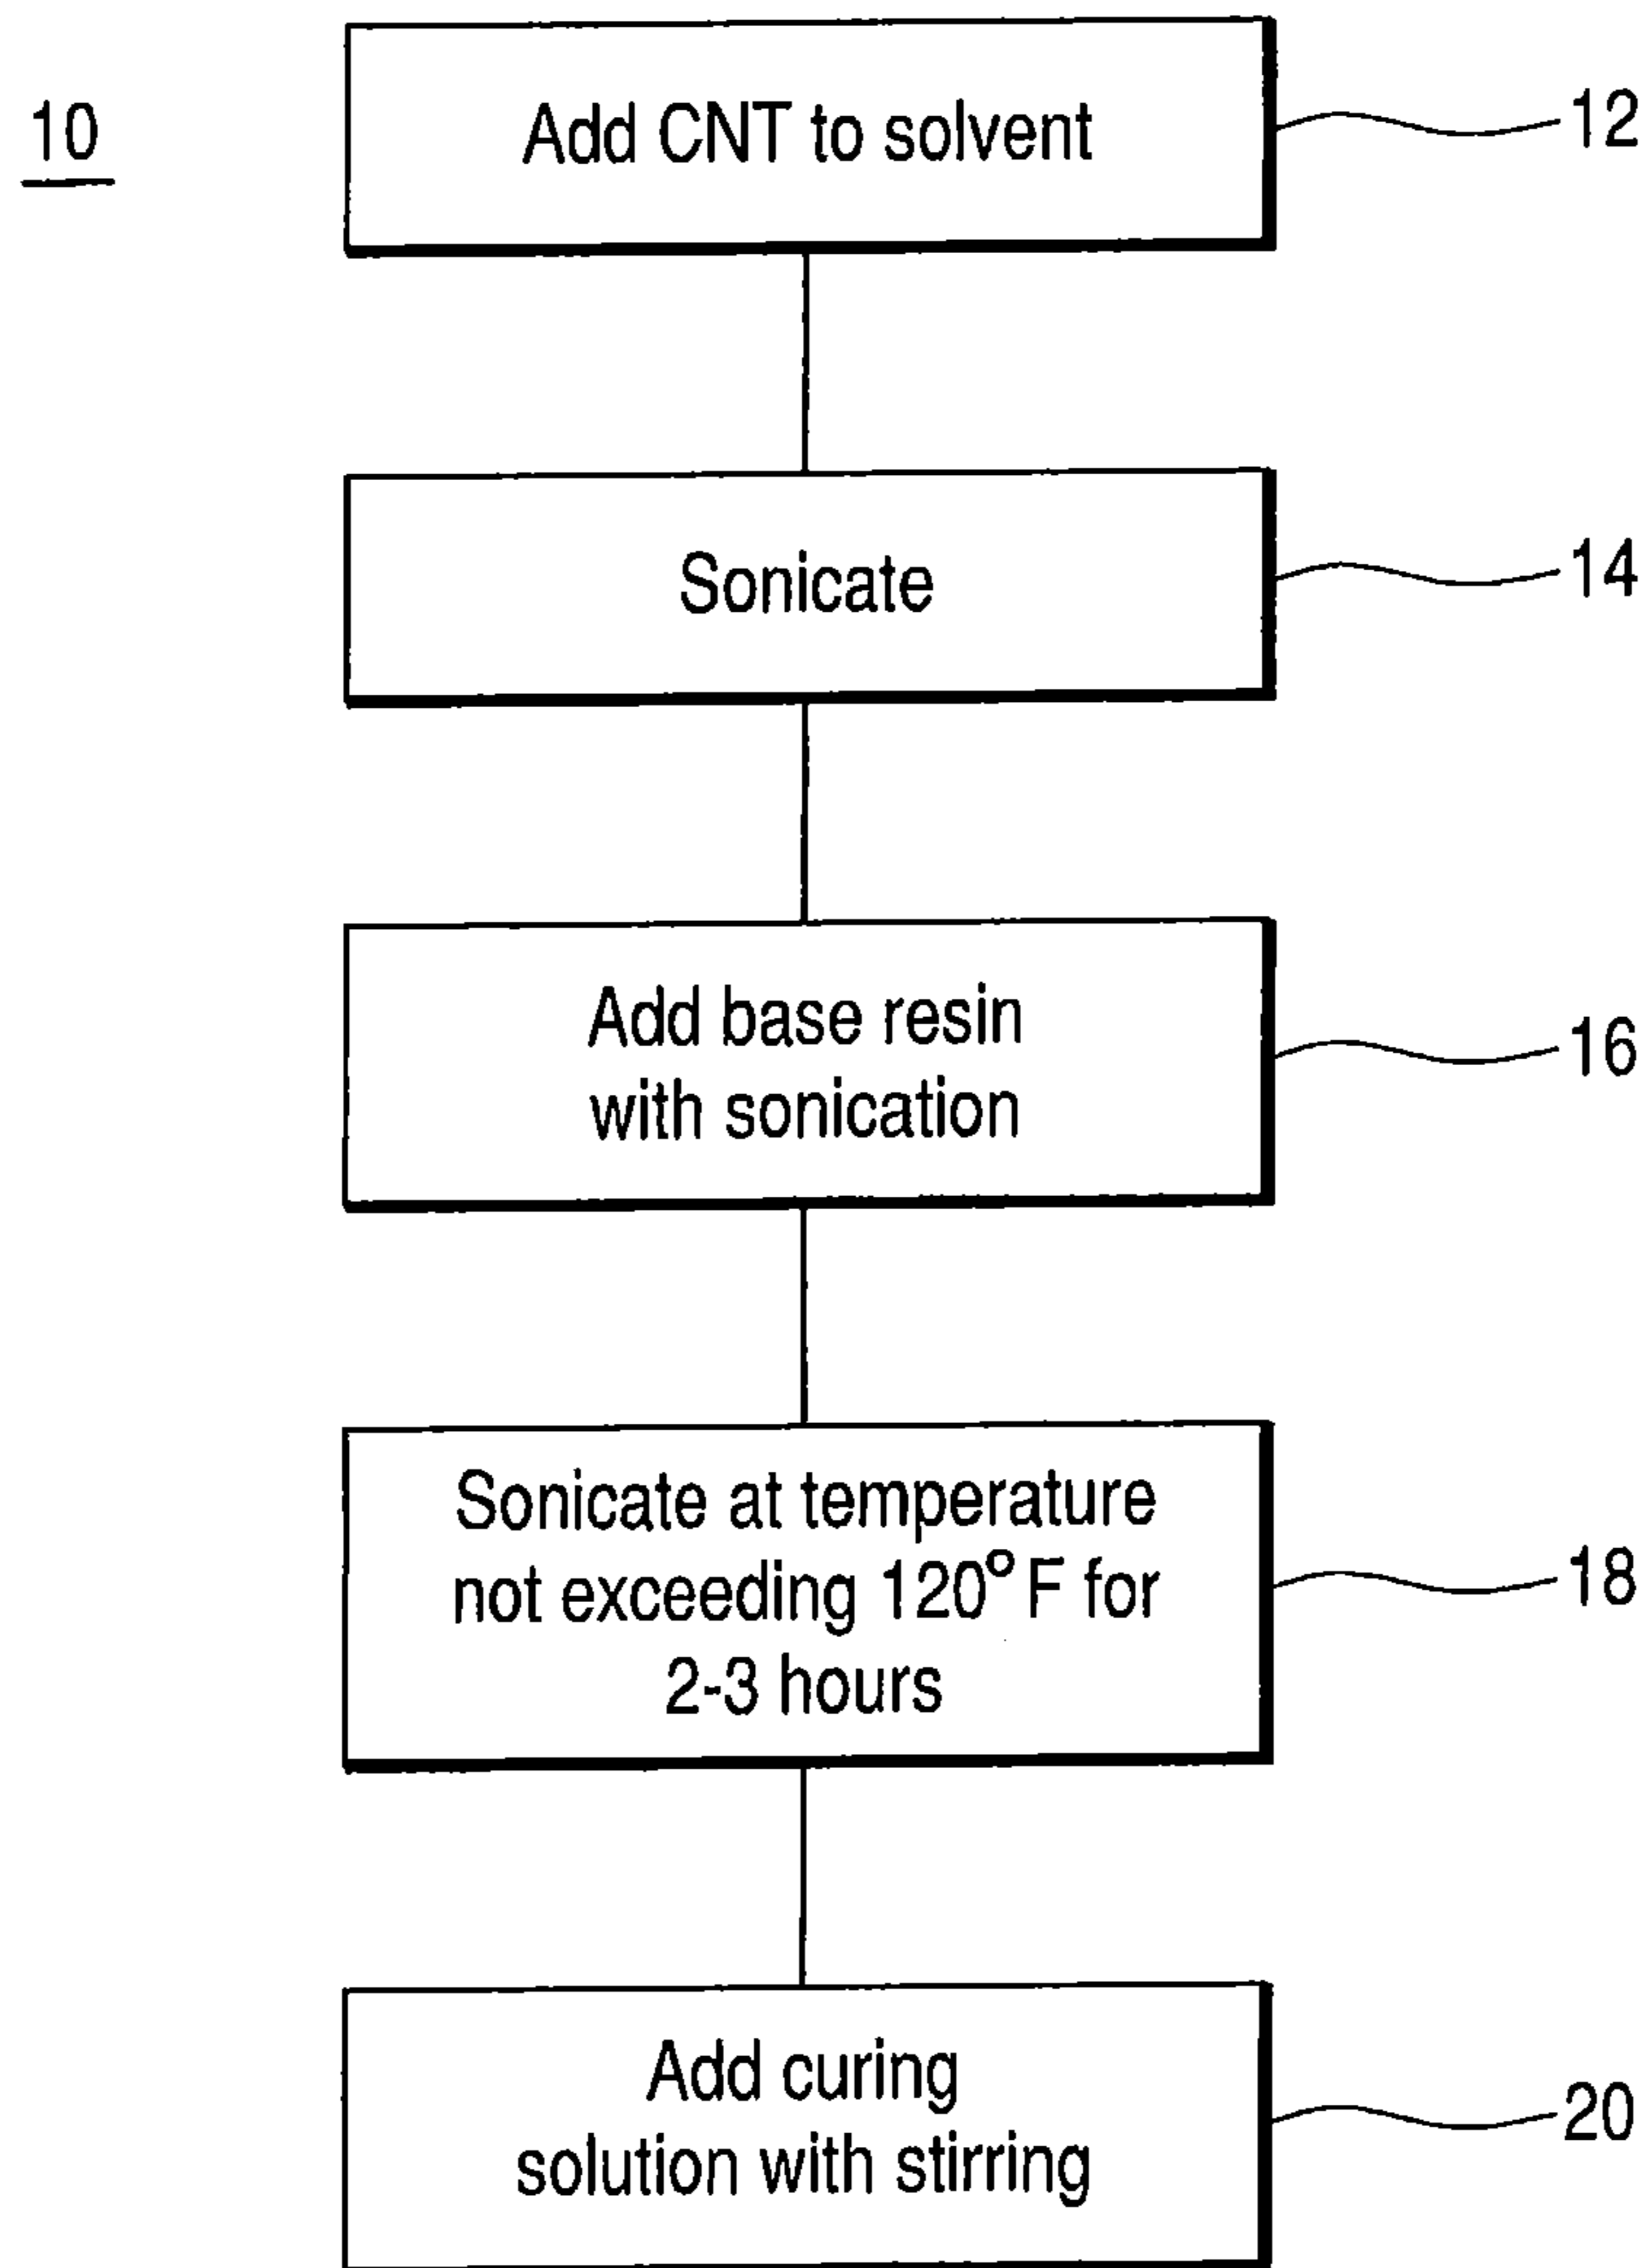 10
Add CNT to solvent
12
Sonicate
14
Add base resin
with sonication
16
Sonicate at temperature
not exceeding 120° F for
2-3 hours
18
Add curing
solution with stirring
20